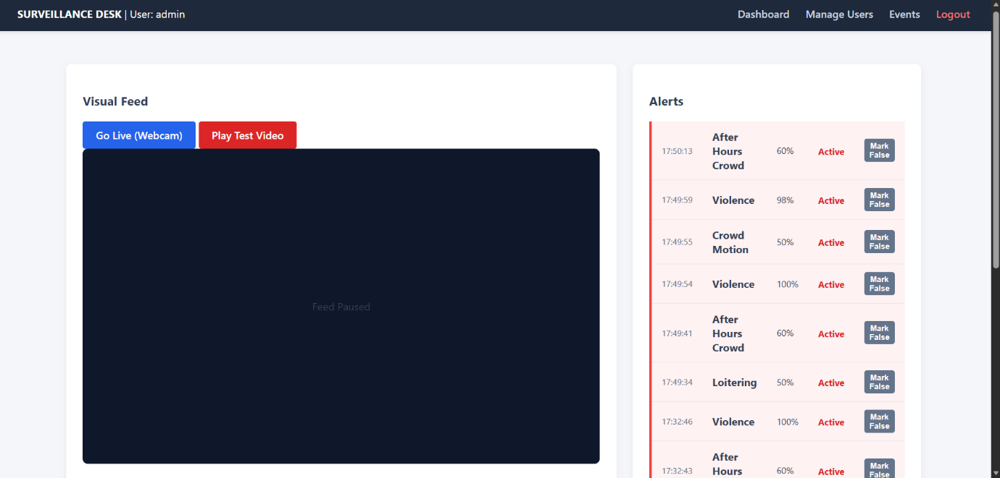 SURVEILLANCE DESK | User: admin
Dashboard
Manage Users
Events
Logout
Visual Feed
Go Live (Webcam)
Play Test Video
Feed Paused
Alerts
17:50:13
After
Hours
Crowd
60%
Active
Mark
False
17:49:59
Violence
98%
Active
Mark
False
17:49:55
Crowd
Motion
50%
Active
Mark
False
17:49:54
Violence
100%
Active
Mark
False
17:49:41
After
Hours
Crowd
60%
Active
Mark
False
17:49:34
Loitering
50%
Active
Mark
False
17:32:46
Violence
100%
Active
Mark
False
17:32:43
After
Hours
60%
Active
Mark
False